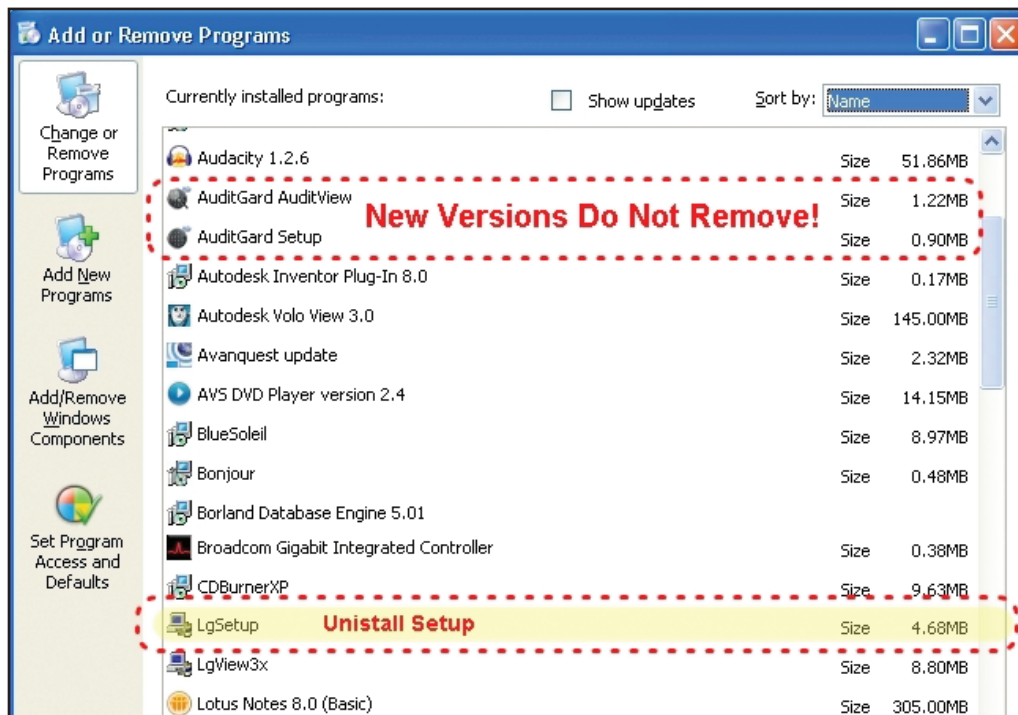 Add or Remove Programs
Change or
Remove
Programs
Add New
Programs
Add/Remove
Windows
Components
Set Program
Access and
Defaults
Currently installed programs:
Show updates
Sort by: Name
Audacity 1.2.6 Size 51.86MB
AuditGard AuditView Size 1.22MB
New Versions Do Not Remove!
AuditGard Setup Size 0.90MB
Autodesk Inventor Plug-In 8.0 Size 0.17MB
Autodesk Volo View 3.0 Size 145.00MB
Avanquest update Size 2.32MB
AVS DVD Player version 2.4 Size 14.15MB
BlueSoleil Size 8.97MB
Bonjour Size 0.48MB
Borland Database Engine 5.01
Broadcom Gigabit Integrated Controller Size 0.38MB
CDBurnerXP Size 9.63MB
LgSetup Unistall Setup Size 4.68MB
LgView3x Size 8.80MB
Lotus Notes 8.0 (Basic) Size 305.00MB